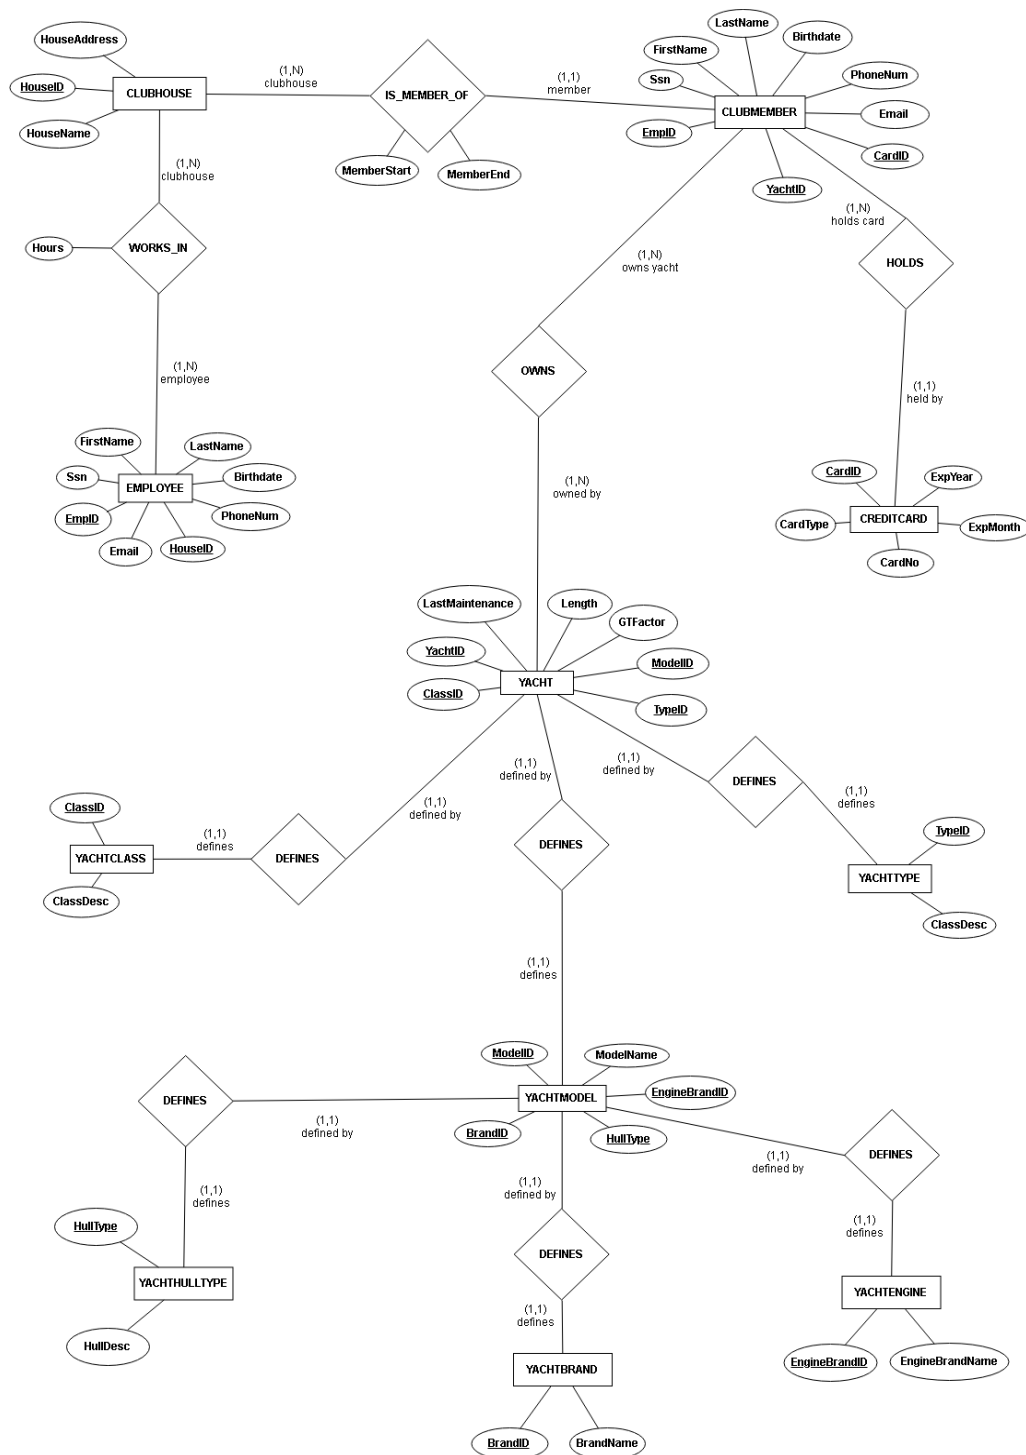 LastName
HouseAddress
Birthdate
FirstName
(1,N)
clubhouse
(1,1)
member
Ssn
PhoneNum
HouseID
CLUBHOUSE
IS_MEMBER_OF
CLUBMEMBER
Email
HouseName
EmpID
CardID
MemberStart
MemberEnd
YachtID
(1,N)
clubhouse
(1,N)
holds card
Hours
WORKS_IN
(1,N)
owns yacht
HOLDS
OWNS
(1,N)
employee
(1,1)
held by
FirstName
LastName
Ssn
Birthdate
EMPLOYEE
EmpID
PhoneNum
Email
HouseID
(1,N)
owned by
CardID
ExpYear
CardType
CREDITCARD
ExpMonth
CardNo
LastMaintenance
Length
GTFactor
YachtID
ModelID
ClassID
YACHT
TypeID
(1,1)
defined by
(1,1)
defined by
(1,1)
defined by
DEFINES
(1,1)
defines
ClassID
(1,1)
defines
DEFINES
DEFINES
TypeID
YACHTCLASS
YACHTTYPE
ClassDesc
ClassDesc
(1,1)
defines
ModelID
ModelName
DEFINES
YACHTMODEL
EngineBrandID
(1,1)
defined by
BrandID
HullType
DEFINES
(1,1)
defined by
(1,1)
defined by
(1,1)
defines
HullType
(1,1)
defines
DEFINES
YACHTHULLTYPE
YACHTENGINE
(1,1)
defines
HullDesc
EngineBrandID
EngineBrandName
YACHTBRAND
BrandID
BrandName